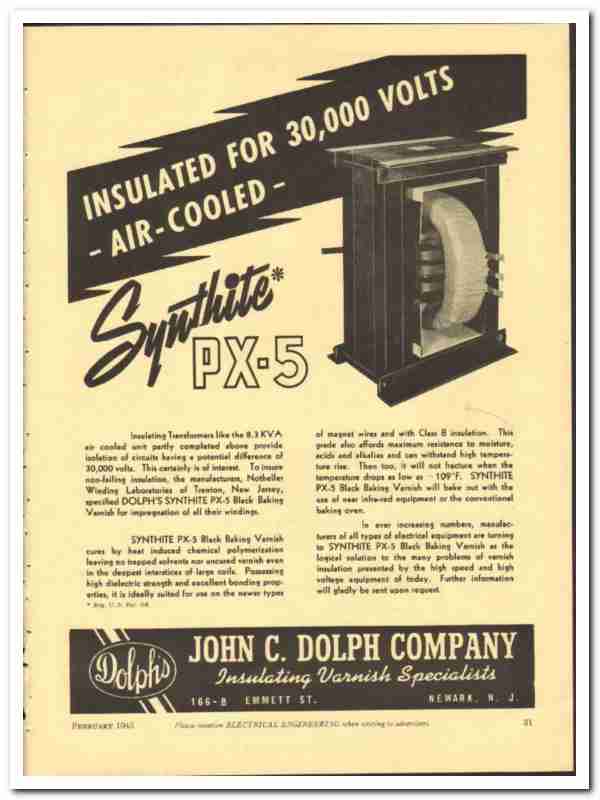 INSULATED FOR 30,000 VOLTS
- AIR-COOLED -
Synthite*
PX-5
Insulating Transformers like the 8.3 KVA
air cooled unit partly completed above provide
isolation of circuits having a potential difference of
30,000 volts. This certainly is of interest. To insure
non-failing insulation, the manufacturers, Nothelfer
Winding Laboratories of Trenton, New Jersey,
specified DOLPH'S SYNTHITE PX-5 Black Baking
Varnish for impregnation of all their windings.
SYNTHITE PX-5 Black Baking Varnish
cures by heat induced chemical polymerization
leaving no trapped solvents nor uncured varnish even
in the deepest interstices of large coils. Possessing
high dielectric strength and excellent bonding prop-
erties, it is ideally suited for use on the newer types
* Reg. U. S. Pat. Off.
of magnet wires and with Class B insulation. This
grade also affords maximum resistance to moisture,
acids and alkalies and can withstand high tempera-
ture rise. Then too, it will not fracture when the
temperature drops as low as -109°F. SYNTHITE
PX-5 Black Baking Varnish will bake out with the
use of near infra-red equipment or the conventional
baking oven.
In ever increasing numbers, manufac-
turers of all types of electrical equipment are turning
to SYNTHITE PX-5 Black Baking Varnish as the
logical solution to the many problems of varnish
insulation presented by the high speed and high
voltage equipment of today. Further information
will gladly be sent upon request.
Dolph's
JOHN C. DOLPH COMPANY
Insulating Varnish Specialists
166-B EMMETT ST. NEWARK, N. J.
FEBRUARY 1945 Please mention ELECTRICAL ENGINEERING when writing to advertisers 31